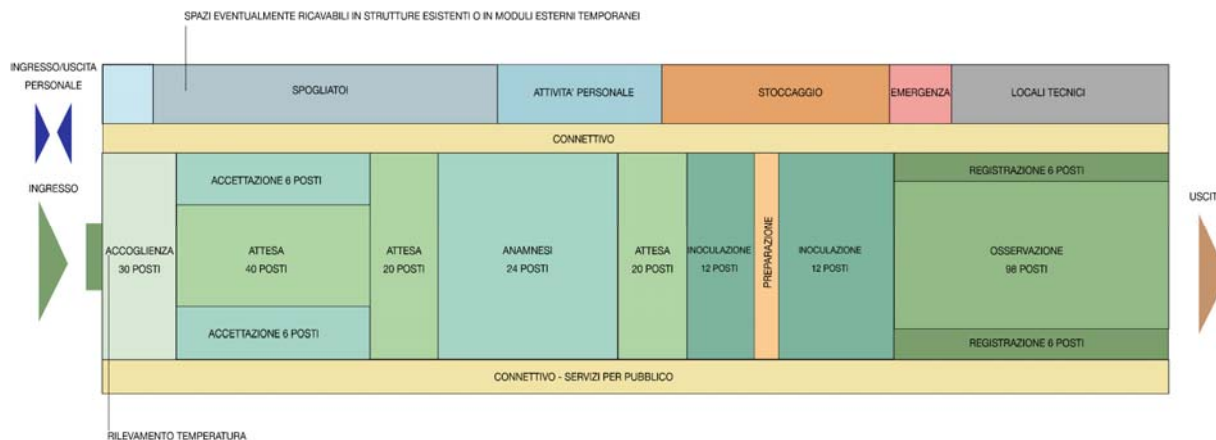 SPAZI EVENTUALMENTE RICAVABILI IN STRUTTURE ESISTENTI O IN MODULI ESTERNI TEMPORANEI
INGRESSO/USCITA
PERSONALE
SPOGLIATOI
ATTIVITA' PERSONALE
STOCCAGGIO
EMERGENZA
LOCALI TECNICI
CONNETTIVO
INGRESSO
ACCOGLIENZA
30 POSTI
ACCETTAZIONE 6 POSTI
ATTESA
40 POSTI
ACCETTAZIONE 6 POSTI
ATTESA
20 POSTI
ANAMNESI
24 POSTI
ATTESA
20 POSTI
INOCULAZIONE
12 POSTI
PREPARAZIONE
INOCULAZIONE
12 POSTI
REGISTRAZIONE 6 POSTI
OSSERVAZIONE
98 POSTI
REGISTRAZIONE 6 POSTI
USCIT
CONNETTIVO - SERVIZI PER PUBBLICO
RILEVAMENTO TEMPERATURA